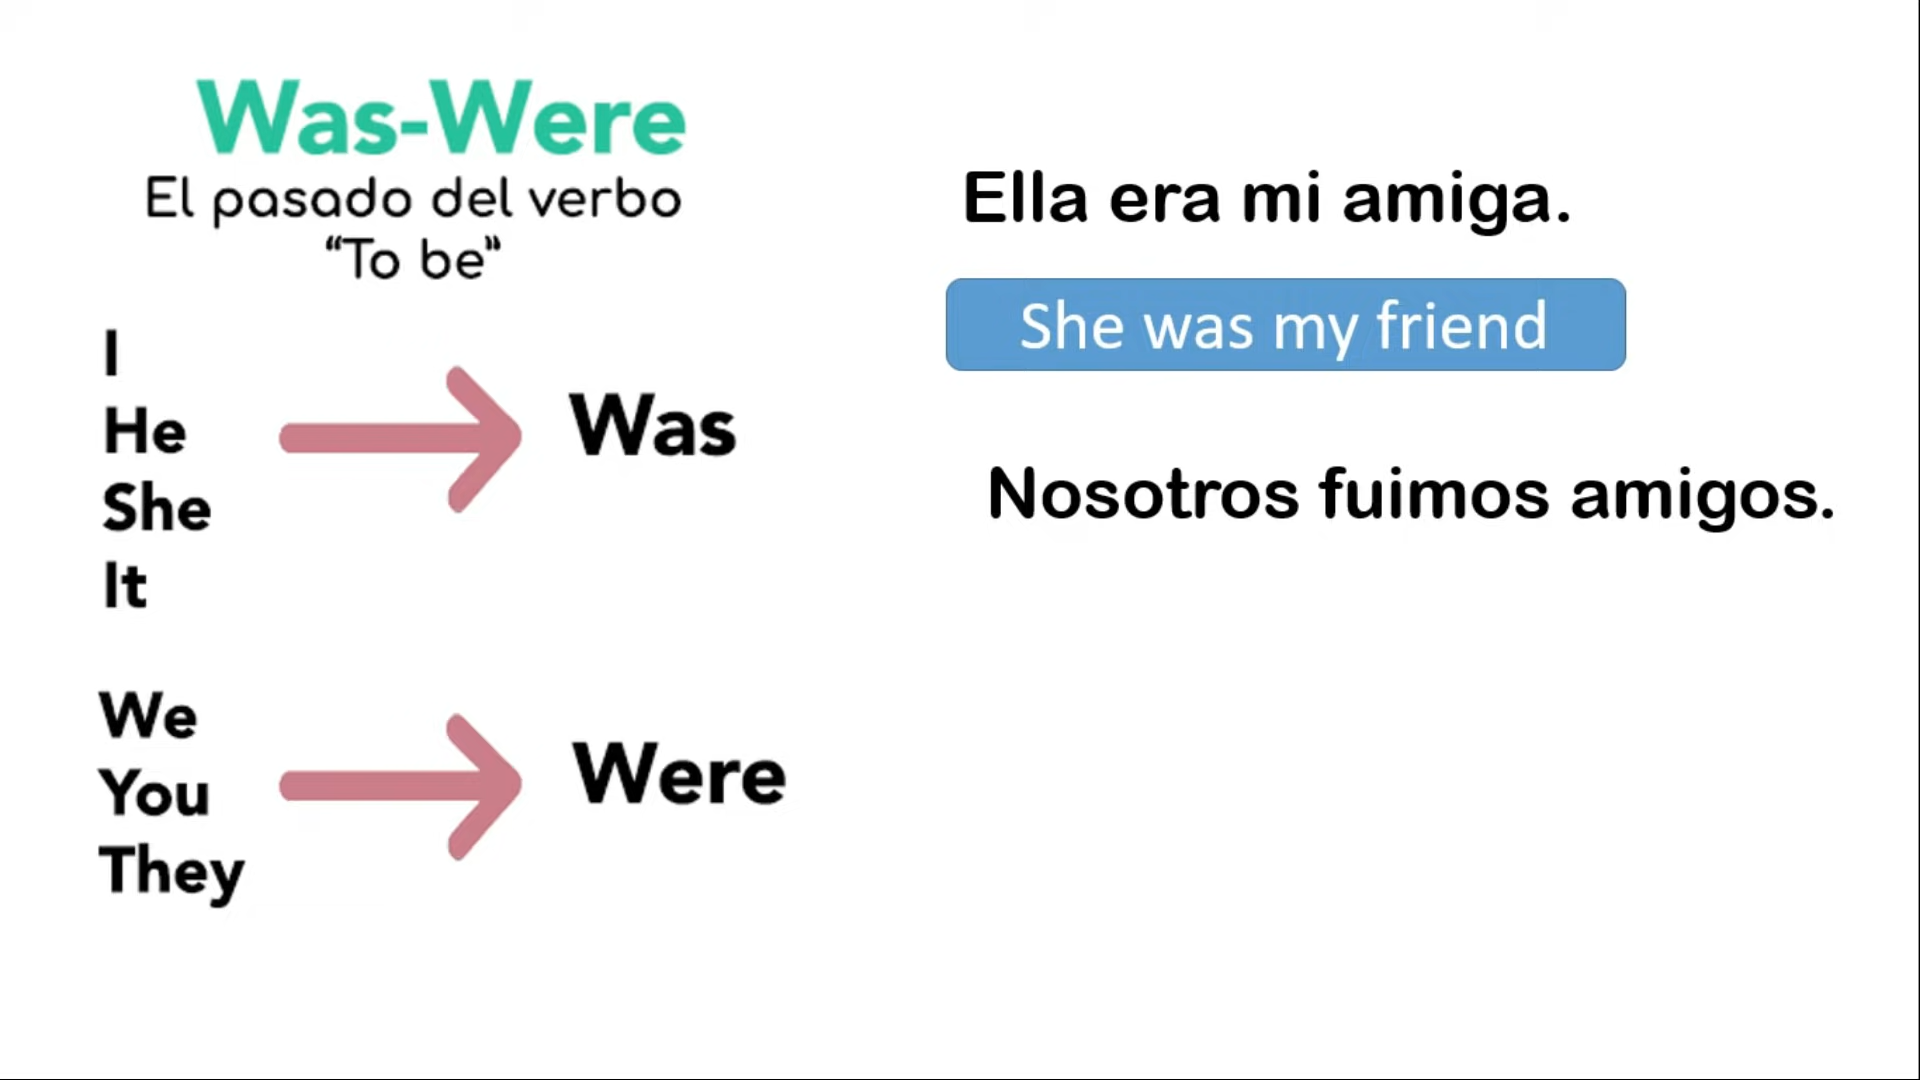 Was-Were
El pasado del verbo
“To be”
I
He
She
It
Was
We
You
They
Were
Ella era mi amiga.
She was my friend
Nosotros fuimos amigos.